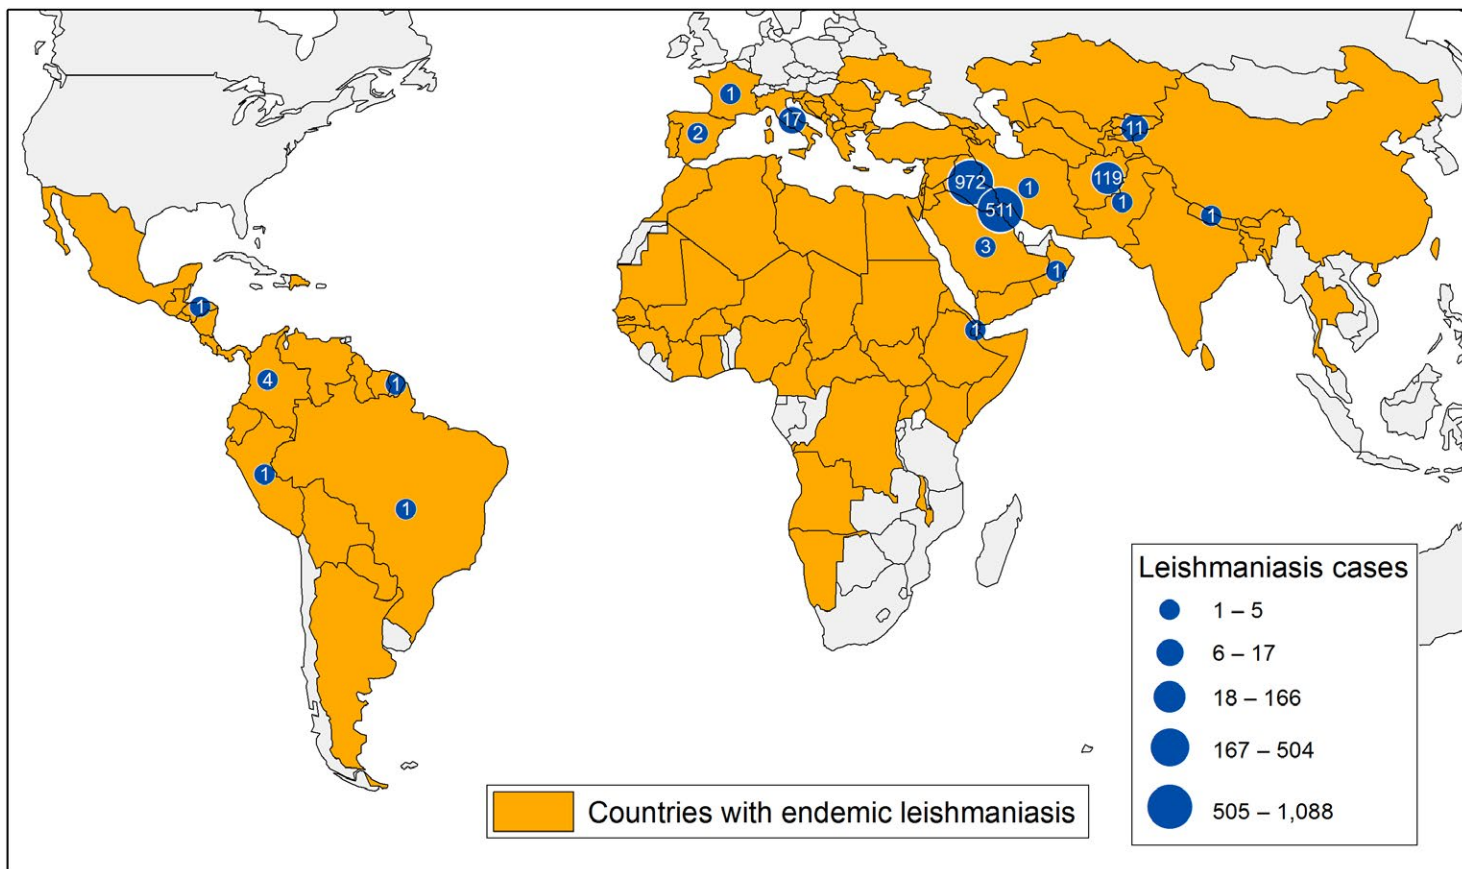 1
17
2
11
972
119
1
511
1
1
3
1
1
1
4
1
1
1
Leishmaniasis cases
1 – 5
6 – 17
18 – 166
167 – 504
505 – 1,088
Countries with endemic leishmaniasis